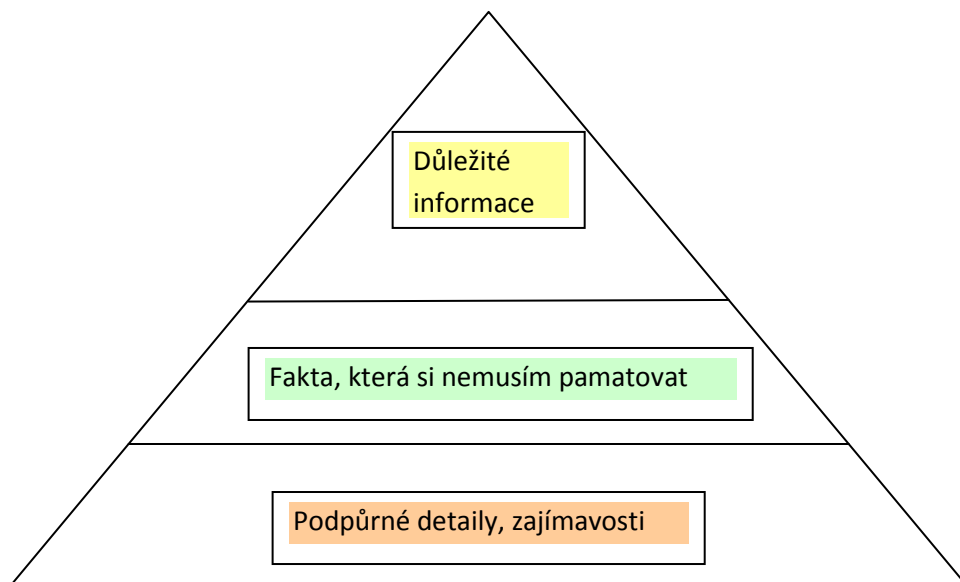 Důležité
informace
Fakta, která si nemusím pamatovat
Podpůrné detaily, zajímavosti